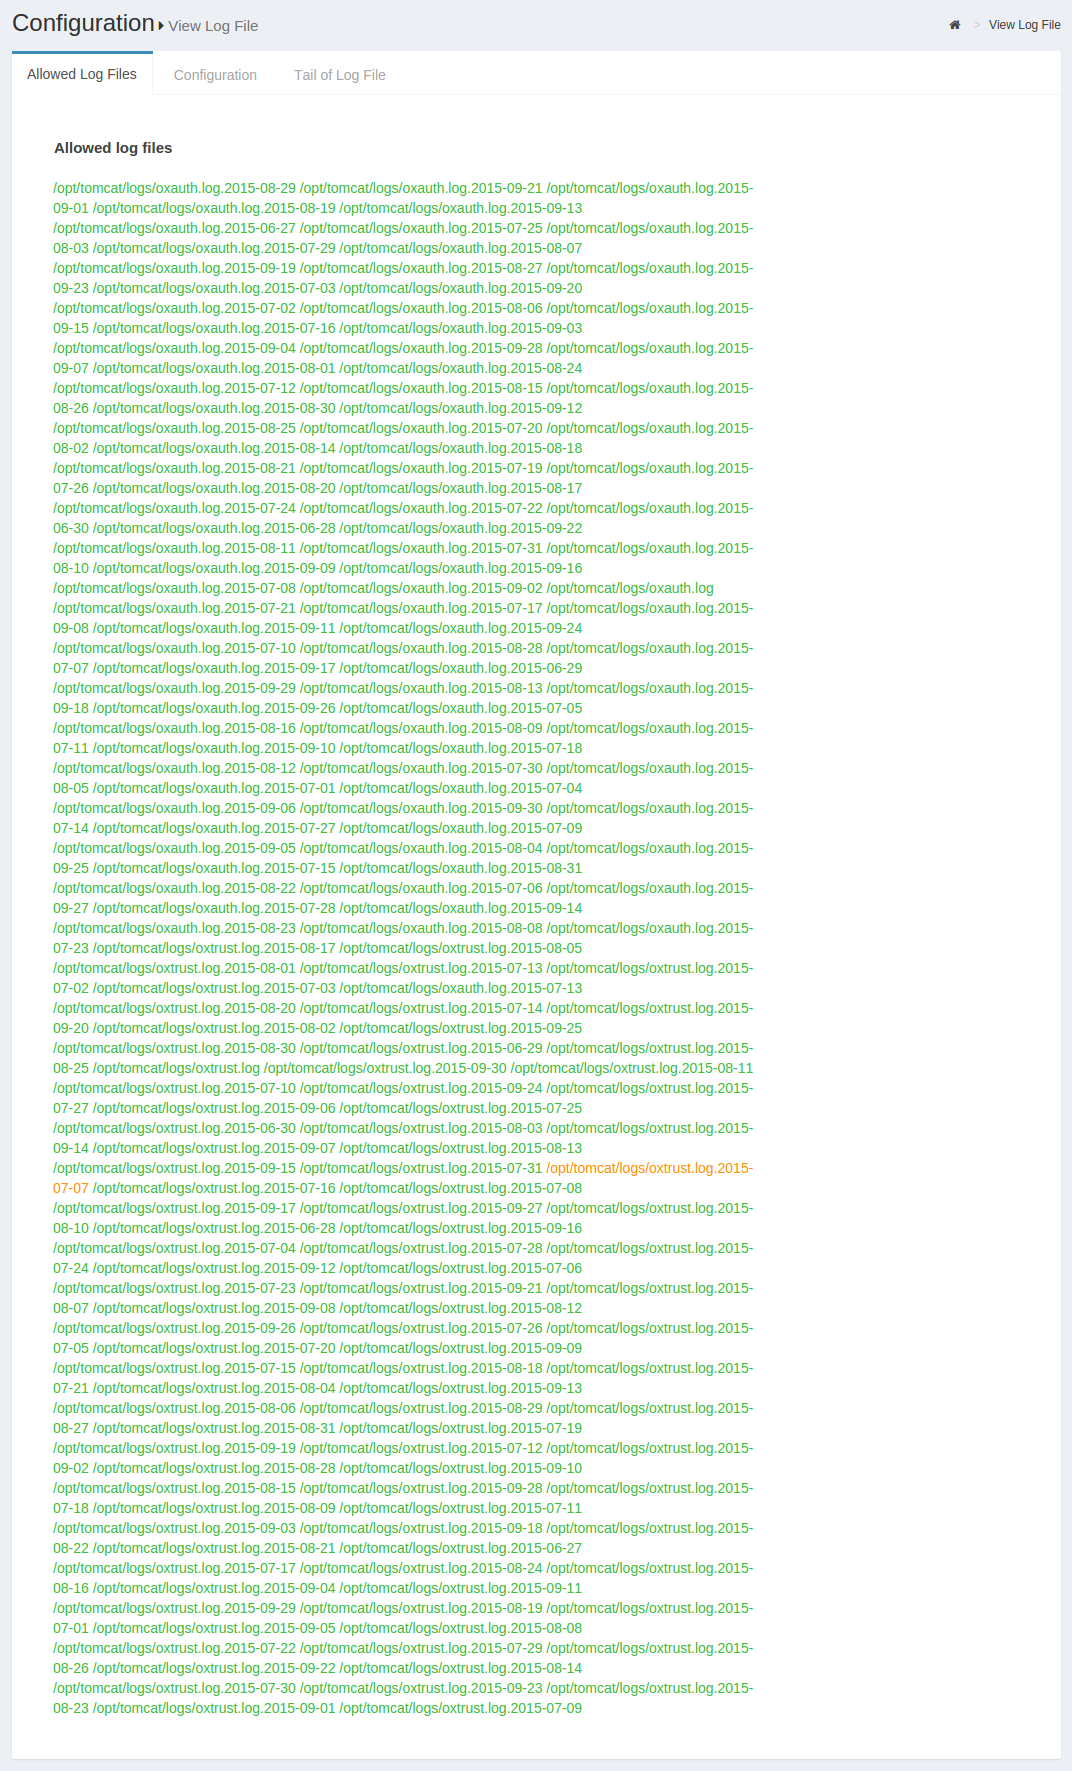 Configuration View Log File
> View Log File
Allowed Log Files Configuration Tail of Log File
Allowed log files
/opt/tomcat/logs/oxauth.log.2015-08-29 /opt/tomcat/logs/oxauth.log.2015-09-21 /opt/tomcat/logs/oxauth.log.2015-
09-01 /opt/tomcat/logs/oxauth.log.2015-08-19 /opt/tomcat/logs/oxauth.log.2015-09-13
/opt/tomcat/logs/oxauth.log.2015-06-27 /opt/tomcat/logs/oxauth.log.2015-07-25 /opt/tomcat/logs/oxauth.log.2015-
08-03 /opt/tomcat/logs/oxauth.log.2015-07-29 /opt/tomcat/logs/oxauth.log.2015-08-07
/opt/tomcat/logs/oxauth.log.2015-09-19 /opt/tomcat/logs/oxauth.log.2015-08-27 /opt/tomcat/logs/oxauth.log.2015-
09-23 /opt/tomcat/logs/oxauth.log.2015-07-03 /opt/tomcat/logs/oxauth.log.2015-09-20
/opt/tomcat/logs/oxauth.log.2015-07-02 /opt/tomcat/logs/oxauth.log.2015-08-06 /opt/tomcat/logs/oxauth.log.2015-
09-15 /opt/tomcat/logs/oxauth.log.2015-07-16 /opt/tomcat/logs/oxauth.log.2015-09-03
/opt/tomcat/logs/oxauth.log.2015-09-04 /opt/tomcat/logs/oxauth.log.2015-09-28 /opt/tomcat/logs/oxauth.log.2015-
09-07 /opt/tomcat/logs/oxauth.log.2015-08-01 /opt/tomcat/logs/oxauth.log.2015-08-24
/opt/tomcat/logs/oxauth.log.2015-07-12 /opt/tomcat/logs/oxauth.log.2015-08-15 /opt/tomcat/logs/oxauth.log.2015-
08-26 /opt/tomcat/logs/oxauth.log.2015-08-30 /opt/tomcat/logs/oxauth.log.2015-09-12
/opt/tomcat/logs/oxauth.log.2015-08-25 /opt/tomcat/logs/oxauth.log.2015-07-20 /opt/tomcat/logs/oxauth.log.2015-
08-02 /opt/tomcat/logs/oxauth.log.2015-08-14 /opt/tomcat/logs/oxauth.log.2015-08-18
/opt/tomcat/logs/oxauth.log.2015-08-21 /opt/tomcat/logs/oxauth.log.2015-07-19 /opt/tomcat/logs/oxauth.log.2015-
07-26 /opt/tomcat/logs/oxauth.log.2015-08-20 /opt/tomcat/logs/oxauth.log.2015-08-17
/opt/tomcat/logs/oxauth.log.2015-07-24 /opt/tomcat/logs/oxauth.log.2015-07-22 /opt/tomcat/logs/oxauth.log.2015-
06-30 /opt/tomcat/logs/oxauth.log.2015-06-28 /opt/tomcat/logs/oxauth.log.2015-09-22
/opt/tomcat/logs/oxauth.log.2015-08-11 /opt/tomcat/logs/oxauth.log.2015-07-31 /opt/tomcat/logs/oxauth.log.2015-
08-10 /opt/tomcat/logs/oxauth.log.2015-09-09 /opt/tomcat/logs/oxauth.log.2015-09-16
/opt/tomcat/logs/oxauth.log.2015-07-08 /opt/tomcat/logs/oxauth.log.2015-09-02 /opt/tomcat/logs/oxauth.log
/opt/tomcat/logs/oxauth.log.2015-07-21 /opt/tomcat/logs/oxauth.log.2015-07-17 /opt/tomcat/logs/oxauth.log.2015-
09-08 /opt/tomcat/logs/oxauth.log.2015-09-11 /opt/tomcat/logs/oxauth.log.2015-09-24
/opt/tomcat/logs/oxauth.log.2015-07-10 /opt/tomcat/logs/oxauth.log.2015-08-28 /opt/tomcat/logs/oxauth.log.2015-
07-07 /opt/tomcat/logs/oxauth.log.2015-09-17 /opt/tomcat/logs/oxauth.log.2015-06-29
/opt/tomcat/logs/oxauth.log.2015-09-29 /opt/tomcat/logs/oxauth.log.2015-08-13 /opt/tomcat/logs/oxauth.log.2015-
09-18 /opt/tomcat/logs/oxauth.log.2015-09-26 /opt/tomcat/logs/oxauth.log.2015-07-05
/opt/tomcat/logs/oxauth.log.2015-08-16 /opt/tomcat/logs/oxauth.log.2015-08-09 /opt/tomcat/logs/oxauth.log.2015-
07-11 /opt/tomcat/logs/oxauth.log.2015-09-10 /opt/tomcat/logs/oxauth.log.2015-07-18
/opt/tomcat/logs/oxauth.log.2015-08-12 /opt/tomcat/logs/oxauth.log.2015-07-30 /opt/tomcat/logs/oxauth.log.2015-
08-05 /opt/tomcat/logs/oxauth.log.2015-07-01 /opt/tomcat/logs/oxauth.log.2015-07-04
/opt/tomcat/logs/oxauth.log.2015-09-06 /opt/tomcat/logs/oxauth.log.2015-09-30 /opt/tomcat/logs/oxauth.log.2015-
07-14 /opt/tomcat/logs/oxauth.log.2015-07-27 /opt/tomcat/logs/oxauth.log.2015-07-09
/opt/tomcat/logs/oxauth.log.2015-09-05 /opt/tomcat/logs/oxauth.log.2015-08-04 /opt/tomcat/logs/oxauth.log.2015-
09-25 /opt/tomcat/logs/oxauth.log.2015-07-15 /opt/tomcat/logs/oxauth.log.2015-08-31
/opt/tomcat/logs/oxauth.log.2015-08-22 /opt/tomcat/logs/oxauth.log.2015-07-06 /opt/tomcat/logs/oxauth.log.2015-
09-27 /opt/tomcat/logs/oxauth.log.2015-07-28 /opt/tomcat/logs/oxauth.log.2015-09-14
/opt/tomcat/logs/oxauth.log.2015-08-23 /opt/tomcat/logs/oxauth.log.2015-08-08 /opt/tomcat/logs/oxauth.log.2015-
07-23 /opt/tomcat/logs/oxtrust.log.2015-08-17 /opt/tomcat/logs/oxtrust.log.2015-08-05
/opt/tomcat/logs/oxtrust.log.2015-08-01 /opt/tomcat/logs/oxtrust.log.2015-07-13 /opt/tomcat/logs/oxtrust.log.2015-
07-02 /opt/tomcat/logs/oxtrust.log.2015-07-03 /opt/tomcat/logs/oxauth.log.2015-07-13
/opt/tomcat/logs/oxtrust.log.2015-08-20 /opt/tomcat/logs/oxtrust.log.2015-07-14 /opt/tomcat/logs/oxtrust.log.2015-
09-20 /opt/tomcat/logs/oxtrust.log.2015-08-02 /opt/tomcat/logs/oxtrust.log.2015-09-25
/opt/tomcat/logs/oxtrust.log.2015-08-30 /opt/tomcat/logs/oxtrust.log.2015-06-29 /opt/tomcat/logs/oxtrust.log.2015-
08-25 /opt/tomcat/logs/oxtrust.log /opt/tomcat/logs/oxtrust.log.2015-09-30 /opt/tomcat/logs/oxtrust.log.2015-08-11
/opt/tomcat/logs/oxtrust.log.2015-07-10 /opt/tomcat/logs/oxtrust.log.2015-09-24 /opt/tomcat/logs/oxtrust.log.2015-
07-27 /opt/tomcat/logs/oxtrust.log.2015-09-06 /opt/tomcat/logs/oxtrust.log.2015-07-25
/opt/tomcat/logs/oxtrust.log.2015-06-30 /opt/tomcat/logs/oxtrust.log.2015-08-03 /opt/tomcat/logs/oxtrust.log.2015-
09-14 /opt/tomcat/logs/oxtrust.log.2015-09-07 /opt/tomcat/logs/oxtrust.log.2015-08-13
/opt/tomcat/logs/oxtrust.log.2015-09-15 /opt/tomcat/logs/oxtrust.log.2015-07-31 /opt/tomcat/logs/oxtrust.log.2015-
07-07 /opt/tomcat/logs/oxtrust.log.2015-07-16 /opt/tomcat/logs/oxtrust.log.2015-07-08
/opt/tomcat/logs/oxtrust.log.2015-09-17 /opt/tomcat/logs/oxtrust.log.2015-09-27 /opt/tomcat/logs/oxtrust.log.2015-
08-10 /opt/tomcat/logs/oxtrust.log.2015-06-28 /opt/tomcat/logs/oxtrust.log.2015-09-16
/opt/tomcat/logs/oxtrust.log.2015-07-04 /opt/tomcat/logs/oxtrust.log.2015-07-28 /opt/tomcat/logs/oxtrust.log.2015-
07-24 /opt/tomcat/logs/oxtrust.log.2015-09-12 /opt/tomcat/logs/oxtrust.log.2015-07-06
/opt/tomcat/logs/oxtrust.log.2015-07-23 /opt/tomcat/logs/oxtrust.log.2015-09-21 /opt/tomcat/logs/oxtrust.log.2015-
08-07 /opt/tomcat/logs/oxtrust.log.2015-09-08 /opt/tomcat/logs/oxtrust.log.2015-08-12
/opt/tomcat/logs/oxtrust.log.2015-09-26 /opt/tomcat/logs/oxtrust.log.2015-07-26 /opt/tomcat/logs/oxtrust.log.2015-
07-05 /opt/tomcat/logs/oxtrust.log.2015-07-20 /opt/tomcat/logs/oxtrust.log.2015-09-09
/opt/tomcat/logs/oxtrust.log.2015-07-15 /opt/tomcat/logs/oxtrust.log.2015-08-18 /opt/tomcat/logs/oxtrust.log.2015-
07-21 /opt/tomcat/logs/oxtrust.log.2015-08-04 /opt/tomcat/logs/oxtrust.log.2015-09-13
/opt/tomcat/logs/oxtrust.log.2015-08-06 /opt/tomcat/logs/oxtrust.log.2015-08-29 /opt/tomcat/logs/oxtrust.log.2015-
08-27 /opt/tomcat/logs/oxtrust.log.2015-08-31 /opt/tomcat/logs/oxtrust.log.2015-07-19
/opt/tomcat/logs/oxtrust.log.2015-09-19 /opt/tomcat/logs/oxtrust.log.2015-07-12 /opt/tomcat/logs/oxtrust.log.2015-
09-02 /opt/tomcat/logs/oxtrust.log.2015-08-28 /opt/tomcat/logs/oxtrust.log.2015-09-10
/opt/tomcat/logs/oxtrust.log.2015-08-15 /opt/tomcat/logs/oxtrust.log.2015-09-28 /opt/tomcat/logs/oxtrust.log.2015-
07-18 /opt/tomcat/logs/oxtrust.log.2015-08-09 /opt/tomcat/logs/oxtrust.log.2015-07-11
/opt/tomcat/logs/oxtrust.log.2015-09-03 /opt/tomcat/logs/oxtrust.log.2015-09-18 /opt/tomcat/logs/oxtrust.log.2015-
08-22 /opt/tomcat/logs/oxtrust.log.2015-08-21 /opt/tomcat/logs/oxtrust.log.2015-06-27
/opt/tomcat/logs/oxtrust.log.2015-07-17 /opt/tomcat/logs/oxtrust.log.2015-08-24 /opt/tomcat/logs/oxtrust.log.2015-
08-16 /opt/tomcat/logs/oxtrust.log.2015-09-04 /opt/tomcat/logs/oxtrust.log.2015-09-11
/opt/tomcat/logs/oxtrust.log.2015-09-29 /opt/tomcat/logs/oxtrust.log.2015-08-19 /opt/tomcat/logs/oxtrust.log.2015-
07-01 /opt/tomcat/logs/oxtrust.log.2015-09-05 /opt/tomcat/logs/oxtrust.log.2015-08-08
/opt/tomcat/logs/oxtrust.log.2015-07-22 /opt/tomcat/logs/oxtrust.log.2015-07-29 /opt/tomcat/logs/oxtrust.log.2015-
08-26 /opt/tomcat/logs/oxtrust.log.2015-09-22 /opt/tomcat/logs/oxtrust.log.2015-08-14
/opt/tomcat/logs/oxtrust.log.2015-07-30 /opt/tomcat/logs/oxtrust.log.2015-09-23 /opt/tomcat/logs/oxtrust.log.2015-
08-23 /opt/tomcat/logs/oxtrust.log.2015-09-01 /opt/tomcat/logs/oxtrust.log.2015-07-09